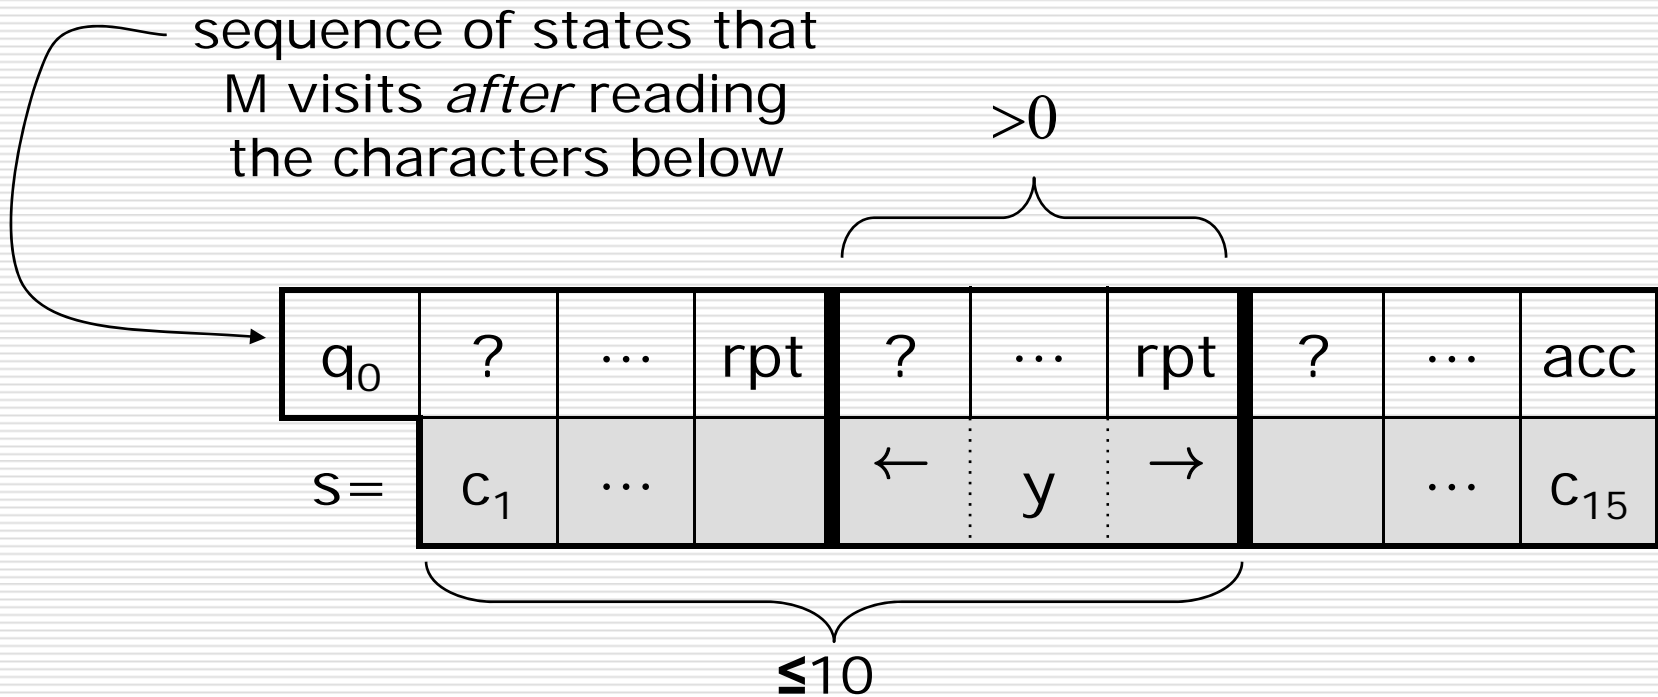 sequence of states that
M visits after reading
the characters below
>0
q₀ ? ... rpt ? ... rpt ? ... acc
s= c₁ ... ← y → ... c₁₅
≤10